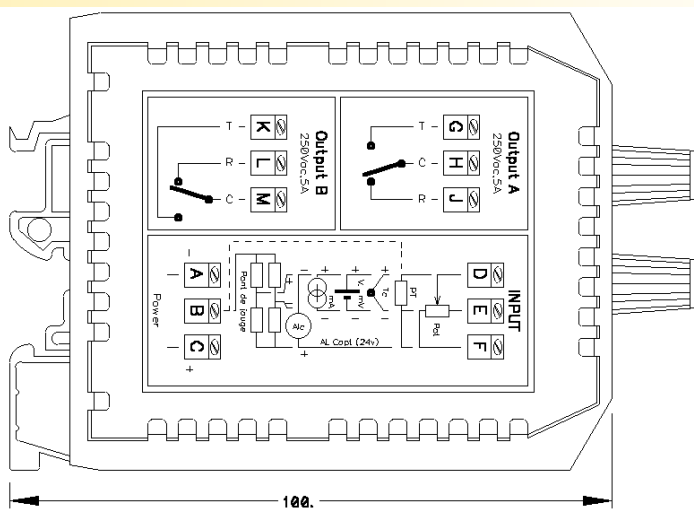 Output B
250Vac.5A
T - K
R - L
C - M
Output A
250Vac.5A
T - G
C - H
R - J
INPUT
D
E
F
Power
- A
B
C +
Pont de jauge
Alc
AL Capt (24v)
mA
V.
mV
Tc
PT
Pot
100.